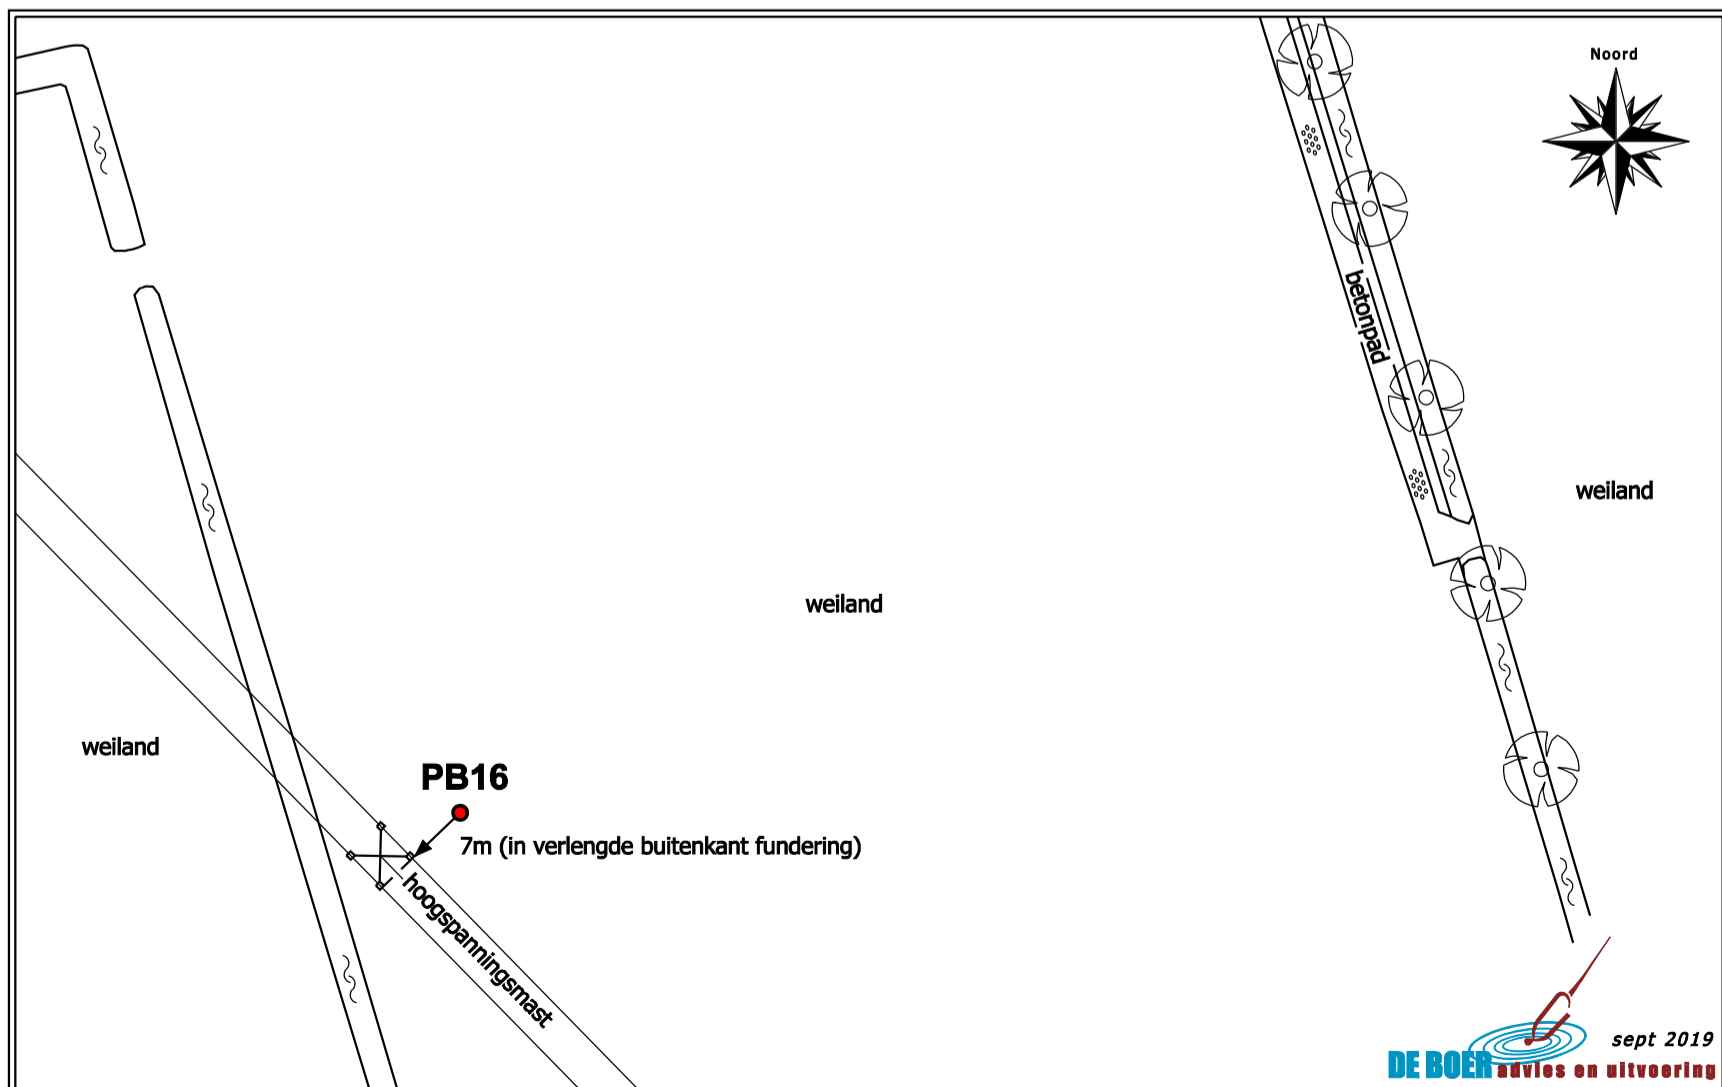 Noord
betonpad
weiland
weiland
weiland
PB16
7m (in verlengde buitenkant fundering)
hoogspanningsmast
sept 2019
DE BOER advies en uitvoering